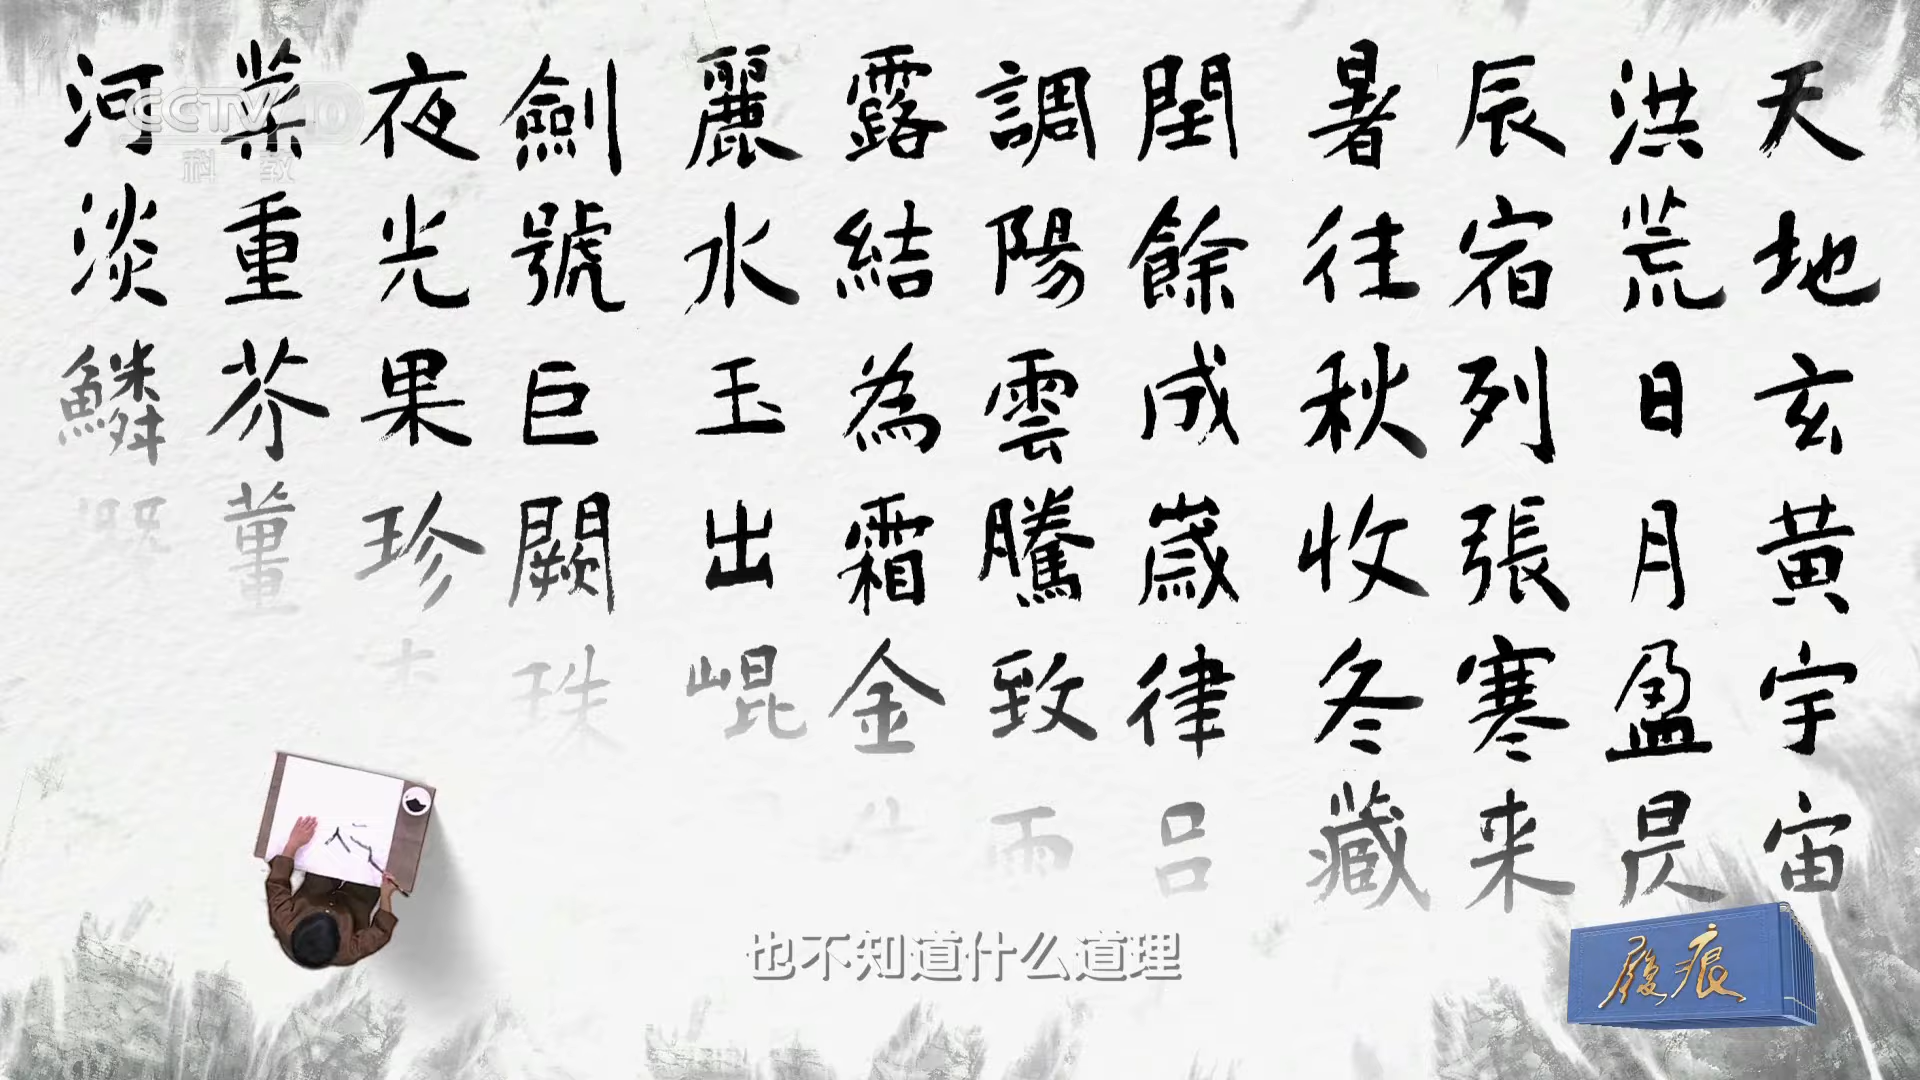 天地玄黃宇宙
洪荒日月盈昃
辰宿列張寒来
暑往秋收冬藏
閏餘成歲律吕
調陽雲騰致雨
露結為霜金
麗水玉出崐
劍號巨闕珠
夜光果珍
菜重芥薑
河淡鱗
CCTV 10
科教
也不知道什么道理
履痕